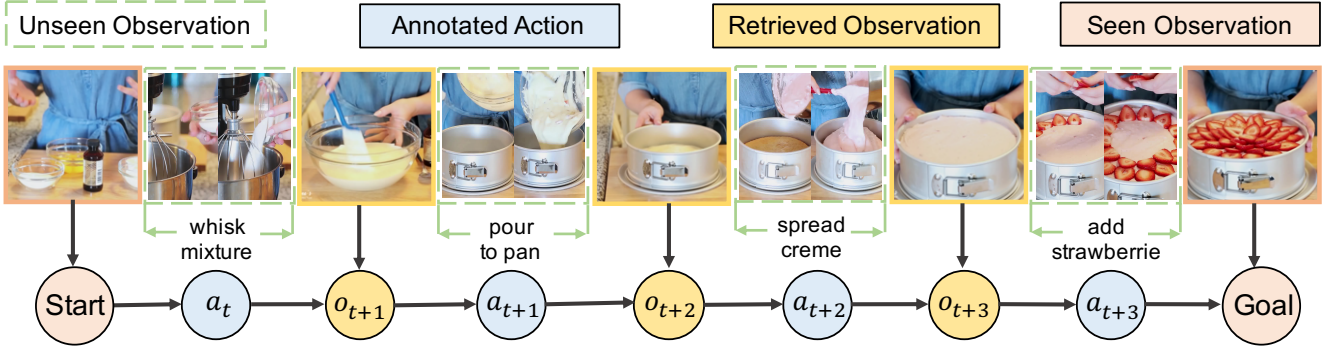 Unseen Observation
Annotated Action
Retrieved Observation
Seen Observation
whisk
mixture
pour
to pan
spread
creme
add
strawberrie
Start
a_t
o_{t+1}
a_{t+1}
o_{t+2}
a_{t+2}
o_{t+3}
a_{t+3}
Goal